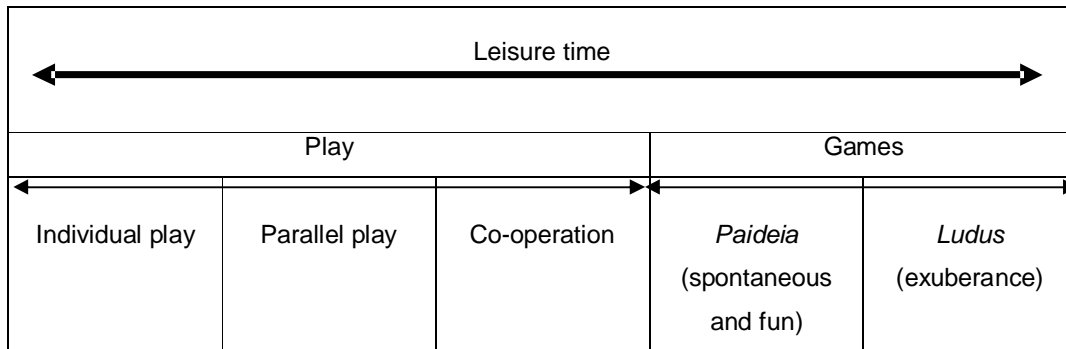 Leisure time
Play
Games
Individual play
Parallel play
Co-operation
Paideia
(spontaneous
and fun)
Ludus
(exuberance)